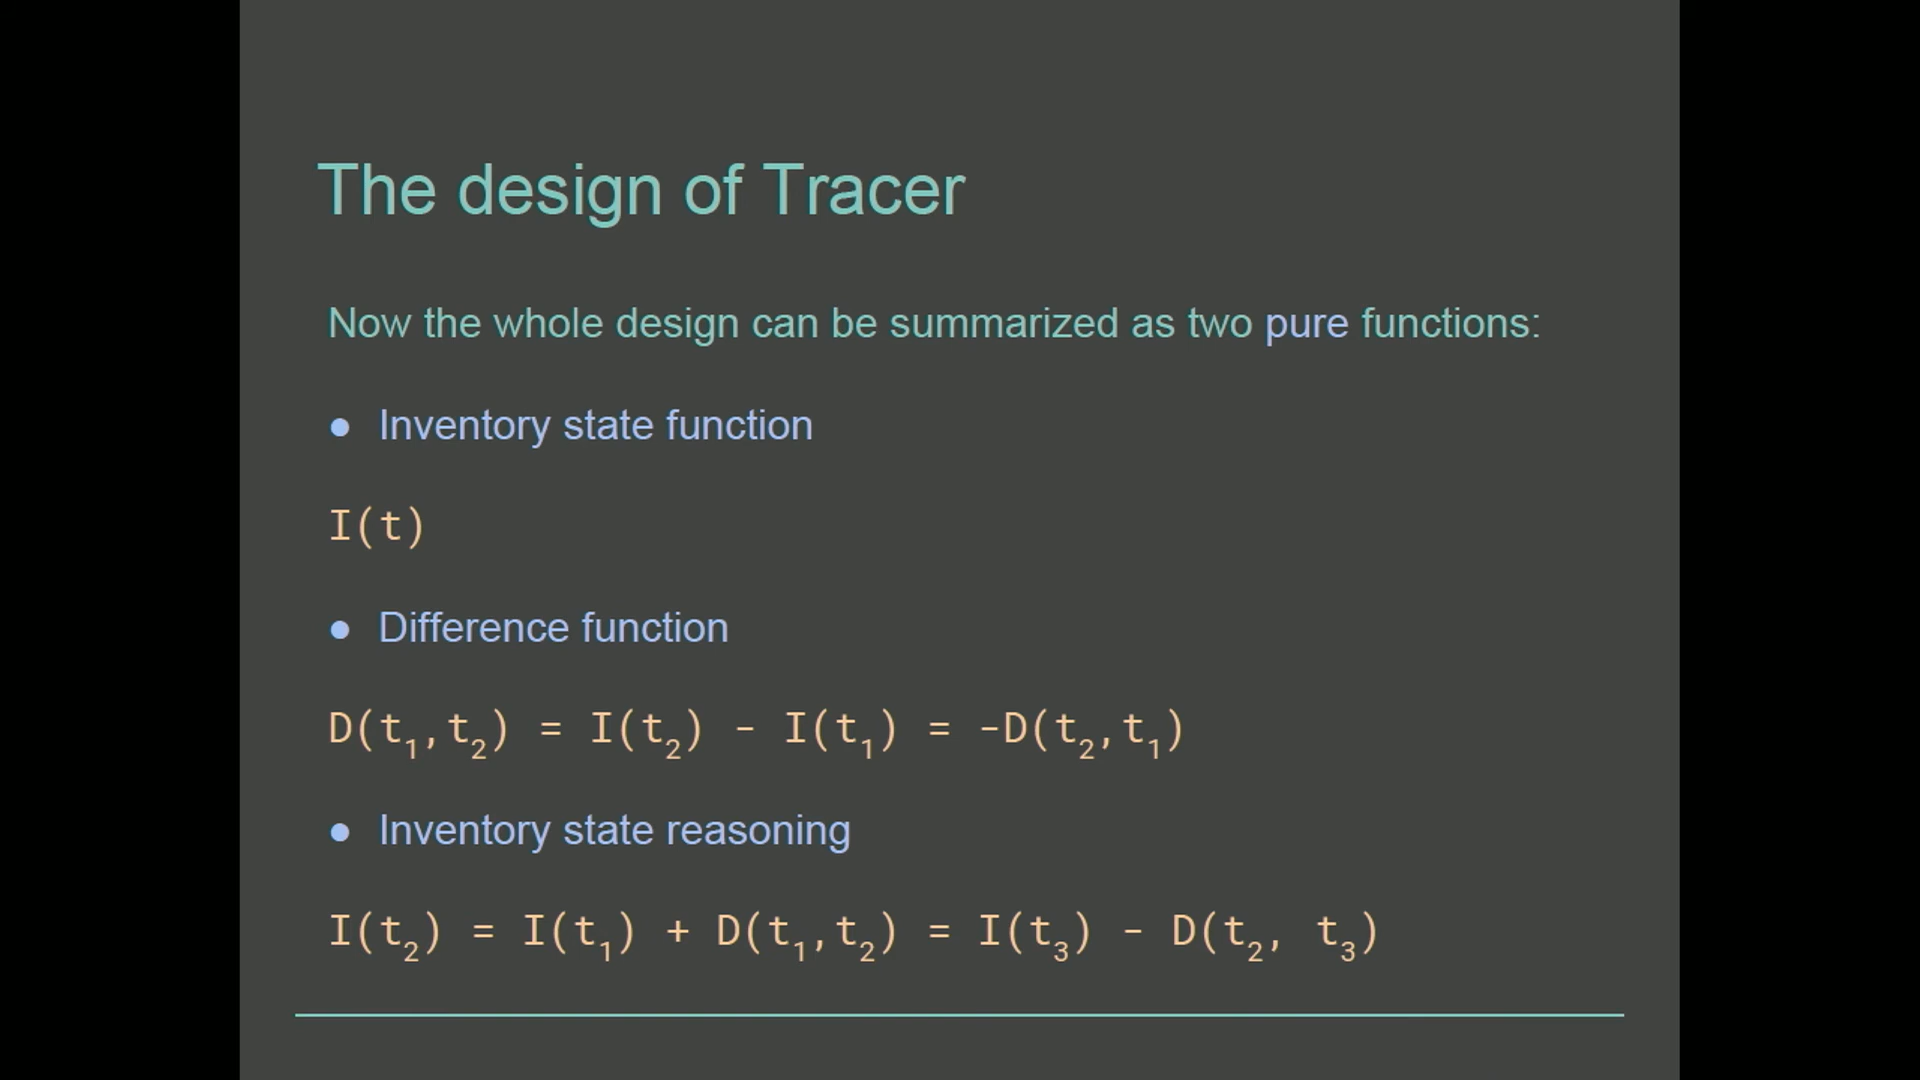 The design of Tracer
Now the whole design can be summarized as two pure functions:
● Inventory state function
I(t)
● Difference function
D(t₁,t₂) = I(t₂) - I(t₁) = -D(t₂,t₁)
● Inventory state reasoning
I(t₂) = I(t₁) + D(t₁,t₂) = I(t₃) - D(t₂, t₃)